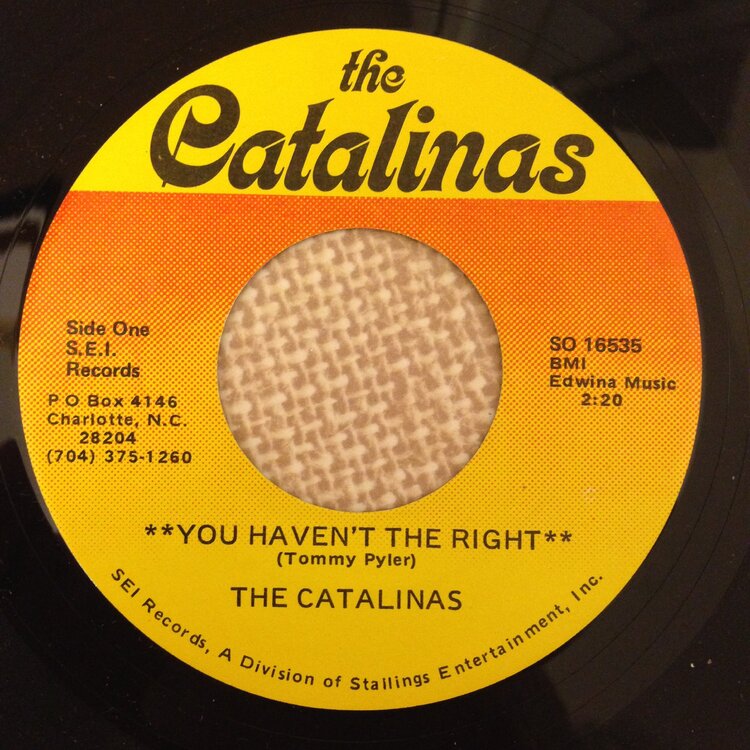 the
Catalinas
Side One
S.E.I.
Records
P O Box 4146
Charlotte, N.C.
28204
(704) 375-1260
SO 16535
BMI
Edwina Music
2:20
**YOU HAVEN'T THE RIGHT**
(Tommy Pyler)
THE CATALINAS
SEI Records, A Division of Stallings Entertainment, Inc.